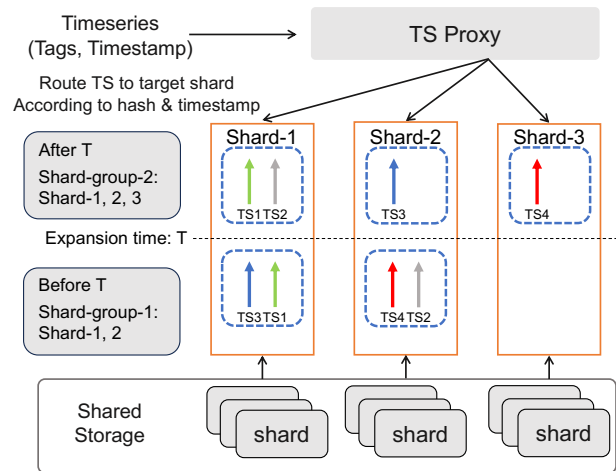 Timeseries
(Tags, Timestamp)
TS Proxy
Route TS to target shard
According to hash & timestamp
Shard-1
Shard-2
Shard-3
After T
Shard-group-2:
Shard-1, 2, 3
TS1
TS2
TS3
TS4
Expansion time: T
Before T
Shard-group-1:
Shard-1, 2
TS3
TS1
TS4
TS2
Shared
Storage
shard
shard
shard